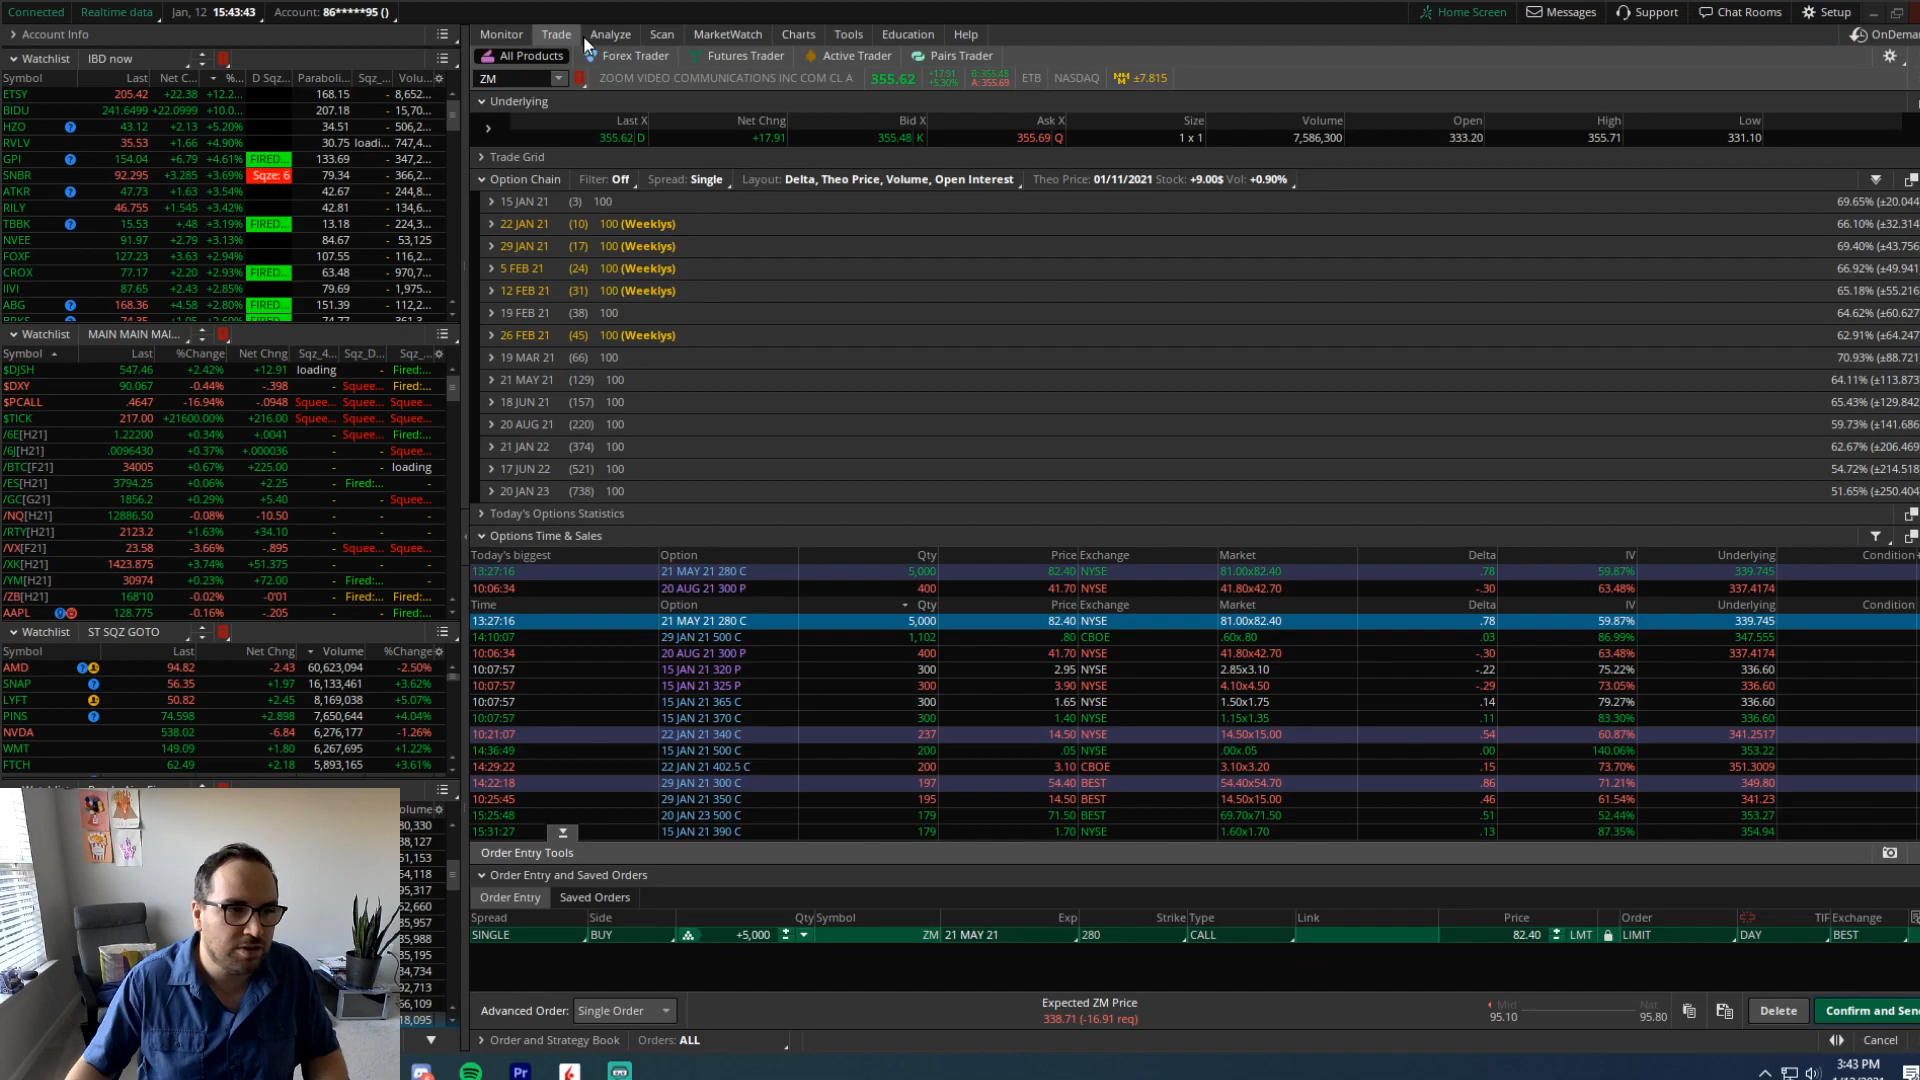 Connected Realtime data Jan, 12 15:43:43 Account: 86*****95 () Home Screen Messages Support Chat Rooms Setup
Account Info
Monitor Trade Analyze Scan MarketWatch Charts Tools Education Help OnDeman
All Products Forex Trader Futures Trader Active Trader Pairs Trader
Watchlist IBD now
Symbol Last Net C... %... D Sqz... Paraboli... Sqz_... Volu...
ETSY 205.42 +22.38 +12.2... 168.15 - 8,652...
BIDU 241.6499 +22.0999 +10.0... 207.18 - 15,70...
HZO 43.12 +2.13 +5.20% 34.51 - 506,2...
RVLV 35.53 +1.66 +4.90% 30.75 loadi... 747,4...
GPI 154.04 +6.79 +4.61% FIRED... 133.69 - 347,2...
SNBR 92.295 +3.285 +3.69% Sqze: 6 79.34 - 366,2...
ATKR 47.73 +1.63 +3.54% 42.67 - 244,8...
RILY 46.755 +1.545 +3.42% 42.81 - 134,6...
TBBK 15.53 +.48 +3.19% FIRED... 13.18 - 224,3...
NVEE 91.97 +2.79 +3.13% 84.67 - 53,125
FOXF 127.23 +3.63 +2.94% 107.55 - 116,2...
CROX 77.17 +2.20 +2.93% FIRED... 63.48 - 970,7...
IIVI 87.65 +2.43 +2.85% 79.69 - 1,975...
ABG 168.36 +4.58 +2.80% FIRED... 151.39 - 112,2...
Watchlist MAIN MAIN MAI...
Symbol Last %Change Net Chng Sqz_4... Sqz_D... Sqz_...
$DJSH 547.46 +2.42% +12.91 loading - Fired:...
$DXY 90.067 -0.44% -.398 - Squee... Fired:...
$PCALL .4647 -16.94% -.0948 Squee... Squee... Squee...
$TICK 217.00 +21600.00% +216.00 Squee... Squee... Squee...
/6E[H21] 1.22200 +0.34% +.0041 - Squee... Fired:...
/6J[H21] .0096430 +0.37% +.000036 - - Squee...
/BTC[F21] 34005 +0.67% +225.00 - - loading
/ES[H21] 3794.25 +0.06% +2.25 Fired:... - -
/GC[G21] 1856.2 +0.29% +5.40 - - Squee...
/NQ[H21] 12886.50 -0.08% -10.50 - - -
/RTY[H21] 2123.2 +1.63% +34.10 - - -
/VX[F21] 23.58 -3.66% -.895 - Squee... Squee...
/XK[H21] 1423.875 +3.74% +51.375 - - -
/YM[H21] 30974 +0.23% +72.00 Fired:... - -
/ZB[H21] 168'10 -0.02% -0'01 Fired:... Fired:... Fired:...
AAPL 128.775 -0.16% -.205 - - Fired:...
Watchlist ST SQZ GOTO
Symbol Last Net Chng Volume %Change
AMD 94.82 -2.43 60,623,094 -2.50%
SNAP 56.35 +1.97 16,133,461 +3.62%
LYFT 50.82 +2.45 8,169,038 +5.07%
PINS 74.598 +2.898 7,650,644 +4.04%
NVDA 538.02 -6.84 6,276,177 -1.26%
WMT 149.09 +1.80 6,267,695 +1.22%
FTCH 62.49 +2.18 5,893,165 +3.61%
olume
30,330
38,127
51,153
54,118
95,317
52,660
35,957
35,988
35,195
34,734
92,713
66,109
18,095
ZM ZOOM VIDEO COMMUNICATIONS INC COM CL A 355.62 +17.91 +5.30% B: 355.48 A: 355.69 ETB NASDAQ ±7.815
Underlying
Last X Net Chng Bid X Ask X Size Volume Open High Low
355.62 D +17.91 355.48 K 355.69 Q 1 x 1 7,586,300 333.20 355.71 331.10
Trade Grid
Option Chain Filter: Off Spread: Single Layout: Delta, Theo Price, Volume, Open Interest Theo Price: 01/11/2021 Stock: +9.00$ Vol: +0.90%
15 JAN 21 (3) 100 69.65% (±20.044
22 JAN 21 (10) 100 (Weeklys) 66.10% (±32.314
29 JAN 21 (17) 100 (Weeklys) 69.40% (±43.756
5 FEB 21 (24) 100 (Weeklys) 66.92% (±49.941
12 FEB 21 (31) 100 (Weeklys) 65.18% (±55.216
19 FEB 21 (38) 100 64.62% (±60.627
26 FEB 21 (45) 100 (Weeklys) 62.91% (±64.247
19 MAR 21 (66) 100 70.93% (±88.721
21 MAY 21 (129) 100 64.11% (±113.873
18 JUN 21 (157) 100 65.43% (±129.842
20 AUG 21 (220) 100 59.73% (±141.686
21 JAN 22 (374) 100 62.67% (±206.469
17 JUN 22 (521) 100 54.72% (±214.518
20 JAN 23 (738) 100 51.65% (±250.404
Today's Options Statistics
Options Time & Sales
Today's biggest Option Qty Price Exchange Market Delta IV Underlying Condition
13:27:16 21 MAY 21 280 C 5,000 82.40 NYSE 81.00x82.40 .78 59.87% 339.745
10:06:34 20 AUG 21 300 P 400 41.70 NYSE 41.80x42.70 -.30 63.48% 337.4174
Time Option Qty Price Exchange Market Delta IV Underlying Condition
13:27:16 21 MAY 21 280 C 5,000 82.40 NYSE 81.00x82.40 .78 59.87% 339.745
14:10:07 29 JAN 21 500 C 1,102 .80 CBOE .60x.80 .03 86.99% 347.555
10:06:34 20 AUG 21 300 P 400 41.70 NYSE 41.80x42.70 -.30 63.48% 337.4174
10:07:57 15 JAN 21 320 P 300 2.95 NYSE 2.85x3.10 -.22 75.22% 336.60
10:07:57 15 JAN 21 325 P 300 3.90 NYSE 4.10x4.50 -.29 73.05% 336.60
10:07:57 15 JAN 21 365 C 300 1.65 NYSE 1.50x1.75 .14 79.27% 336.60
10:07:57 15 JAN 21 370 C 300 1.40 NYSE 1.15x1.35 .11 83.30% 336.60
10:21:07 22 JAN 21 340 C 237 14.50 NYSE 14.50x15.00 .54 60.87% 341.2517
14:36:49 15 JAN 21 500 C 200 .05 NYSE .00x.05 .00 140.06% 353.22
14:29:22 22 JAN 21 402.5 C 200 3.10 CBOE 3.10x3.20 .15 73.70% 351.3009
14:22:18 29 JAN 21 300 C 197 54.40 BEST 54.40x54.70 .86 71.21% 349.80
10:25:45 29 JAN 21 350 C 195 14.50 BEST 14.50x15.00 .46 61.54% 341.23
15:25:48 20 JAN 23 500 C 179 71.50 BEST 69.70x71.50 .51 52.44% 353.27
15:31:27 15 JAN 21 390 C 179 1.70 NYSE 1.60x1.70 .13 87.35% 354.94
Order Entry Tools
Order Entry and Saved Orders
Order Entry Saved Orders
Spread Side Qty Symbol Exp Strike Type Link Price Order TIF Exchange
SINGLE BUY +5,000 ZM 21 MAY 21 280 CALL 82.40 LMT LIMIT DAY BEST
Advanced Order: Single Order Expected ZM Price 338.71 (-16.91 req) Mid 95.10 Nat 95.80 Delete Confirm and Send
Order and Strategy Book Orders: ALL Cancel
Pr 3:43 PM